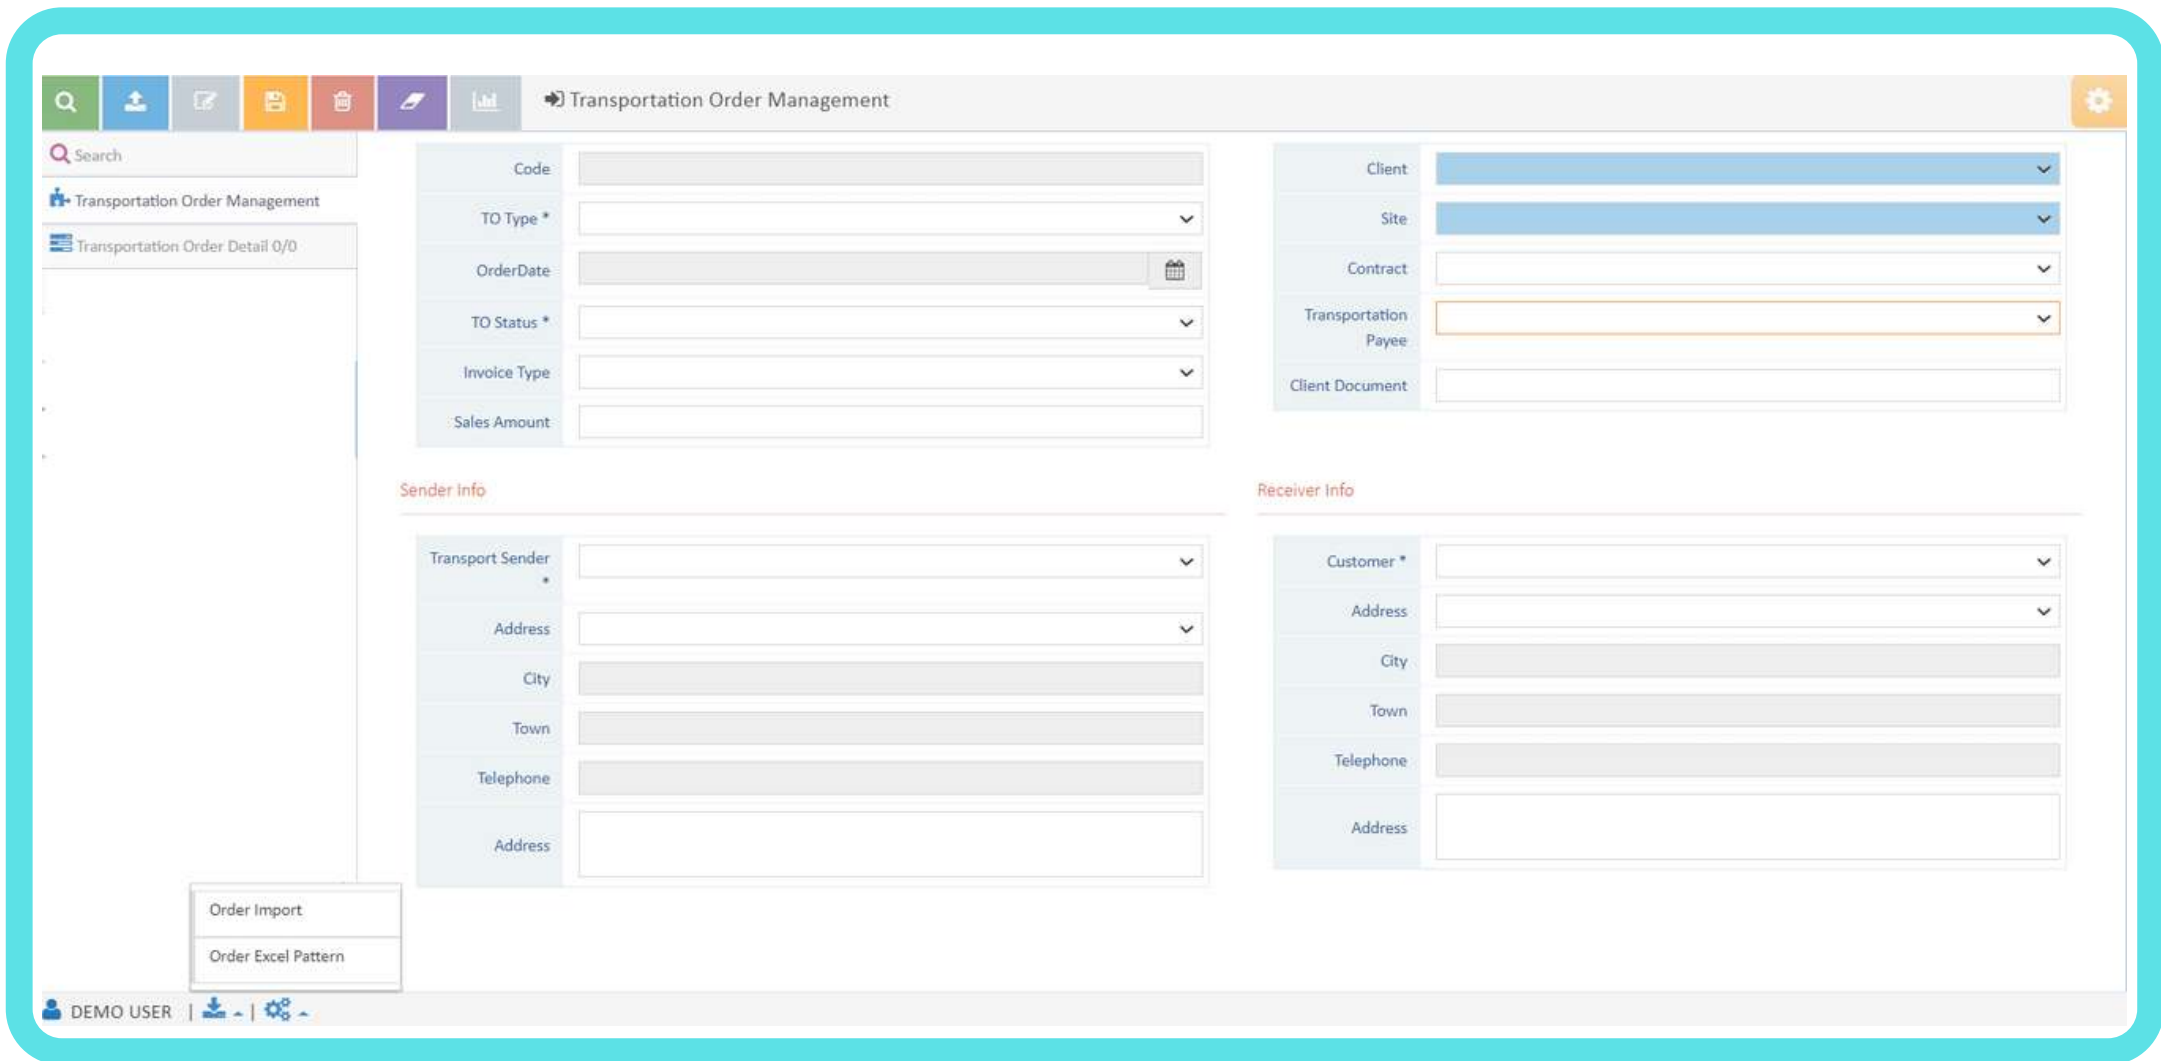 Transportation Order Management
Search
Transportation Order Management
Transportation Order Detail 0/0
Code
TO Type *
OrderDate
TO Status *
Invoice Type
Sales Amount
Client
Site
Contract
Transportation
Payee
Client Document
Sender Info
Transport Sender
*
Address
City
Town
Telephone
Address
Receiver Info
Customer *
Address
City
Town
Telephone
Address
Order Import
Order Excel Pattern
DEMO USER | |